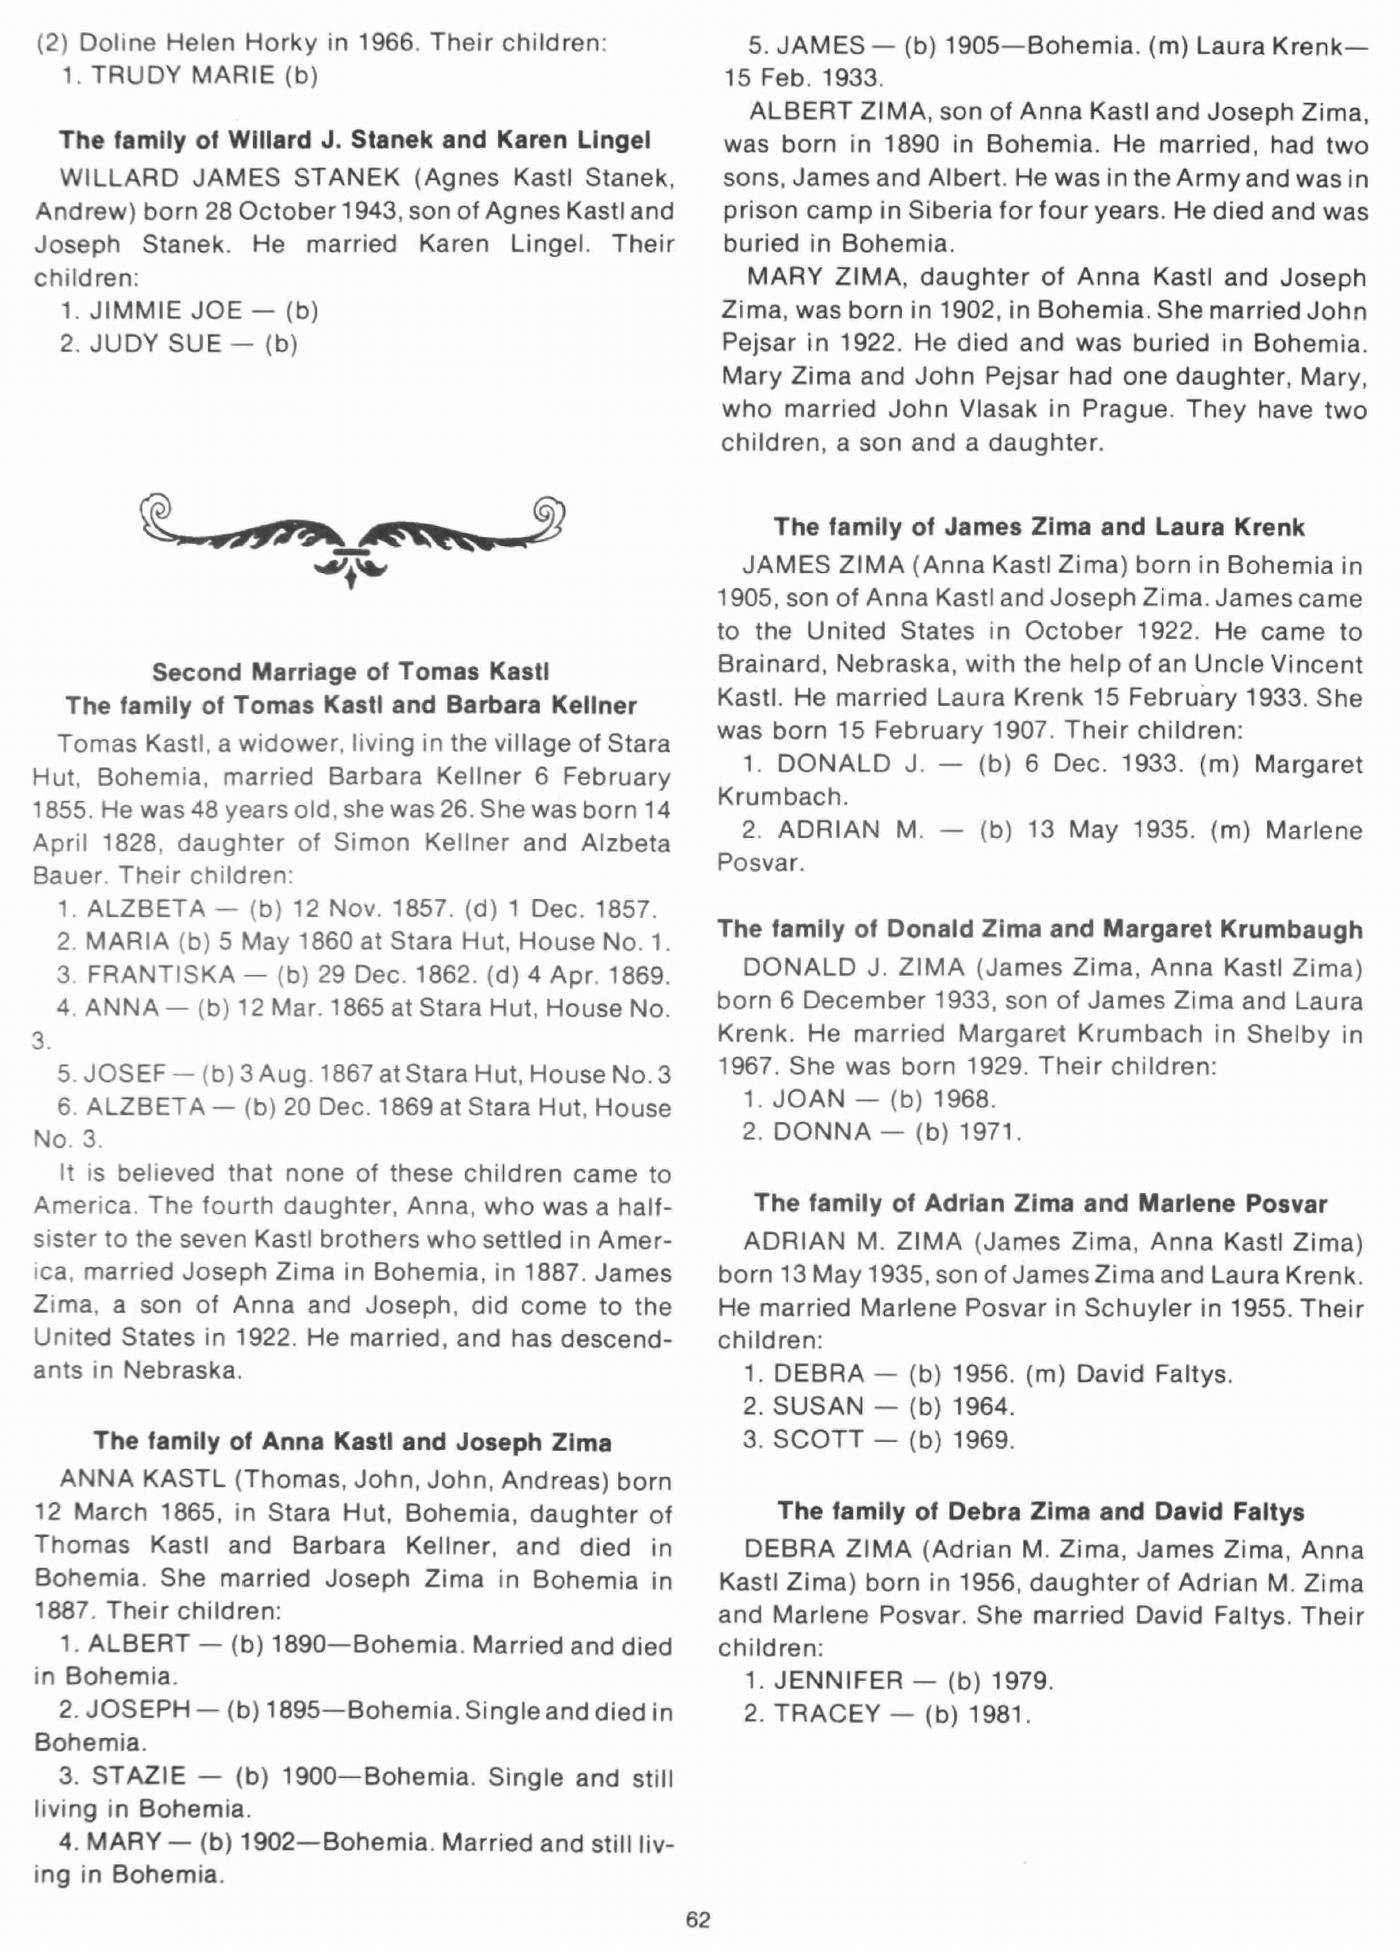 (2) Doline Helen Horky in 1966. Their children:
1. TRUDY MARIE (b)
The family of Willard J. Stanek and Karen Lingel
WILLARD JAMES STANEK (Agnes Kastl Stanek,
Andrew) born 28 October 1943, son of Agnes Kastl and
Joseph Stanek. He married Karen Lingel. Their
children:
1. JIMMIE JOE — (b)
2. JUDY SUE — (b)
Second Marriage of Tomas Kastl
The family of Tomas Kastl and Barbara Kellner
Tomas Kastl, a widower, living in the village of Stara
Hut, Bohemia, married Barbara Kellner 6 February
1855. He was 48 years old, she was 26. She was born 14
April 1828, daughter of Simon Kellner and Alzbeta
Bauer. Their children:
1. ALZBETA — (b) 12 Nov. 1857. (d) 1 Dec. 1857.
2. MARIA (b) 5 May 1860 at Stara Hut, House No. 1.
3. FRANTISKA — (b) 29 Dec. 1862. (d) 4 Apr. 1869.
4. ANNA — (b) 12 Mar. 1865 at Stara Hut, House No.
3.
5. JOSEF — (b) 3 Aug. 1867 at Stara Hut, House No. 3
6. ALZBETA — (b) 20 Dec. 1869 at Stara Hut, House
No. 3.
It is believed that none of these children came to
America. The fourth daughter, Anna, who was a half-
sister to the seven Kastl brothers who settled in Amer-
ica, married Joseph Zima in Bohemia, in 1887. James
Zima, a son of Anna and Joseph, did come to the
United States in 1922. He married, and has descend-
ants in Nebraska.
The family of Anna Kastl and Joseph Zima
ANNA KASTL (Thomas, John, John, Andreas) born
12 March 1865, in Stara Hut, Bohemia, daughter of
Thomas Kastl and Barbara Kellner, and died in
Bohemia. She married Joseph Zima in Bohemia in
1887. Their children:
1. ALBERT — (b) 1890—Bohemia. Married and died
in Bohemia.
2. JOSEPH — (b) 1895—Bohemia. Single and died in
Bohemia.
3. STAZIE — (b) 1900—Bohemia. Single and still
living in Bohemia.
4. MARY — (b) 1902—Bohemia. Married and still liv-
ing in Bohemia.
5. JAMES — (b) 1905—Bohemia. (m) Laura Krenk—
15 Feb. 1933.
ALBERT ZIMA, son of Anna Kastl and Joseph Zima,
was born in 1890 in Bohemia. He married, had two
sons, James and Albert. He was in the Army and was in
prison camp in Siberia for four years. He died and was
buried in Bohemia.
MARY ZIMA, daughter of Anna Kastl and Joseph
Zima, was born in 1902, in Bohemia. She married John
Pejsar in 1922. He died and was buried in Bohemia.
Mary Zima and John Pejsar had one daughter, Mary,
who married John Vlasak in Prague. They have two
children, a son and a daughter.
The family of James Zima and Laura Krenk
JAMES ZIMA (Anna Kastl Zima) born in Bohemia in
1905, son of Anna Kastl and Joseph Zima. James came
to the United States in October 1922. He came to
Brainard, Nebraska, with the help of an Uncle Vincent
Kastl. He married Laura Krenk 15 February 1933. She
was born 15 February 1907. Their children:
1. DONALD J. — (b) 6 Dec. 1933. (m) Margaret
Krumbach.
2. ADRIAN M. — (b) 13 May 1935. (m) Marlene
Posvar.
The family of Donald Zima and Margaret Krumbaugh
DONALD J. ZIMA (James Zima, Anna Kastl Zima)
born 6 December 1933, son of James Zima and Laura
Krenk. He married Margaret Krumbach in Shelby in
1967. She was born 1929. Their children:
1. JOAN — (b) 1968.
2. DONNA — (b) 1971.
The family of Adrian Zima and Marlene Posvar
ADRIAN M. ZIMA (James Zima, Anna Kastl Zima)
born 13 May 1935, son of James Zima and Laura Krenk.
He married Marlene Posvar in Schuyler in 1955. Their
children:
1. DEBRA — (b) 1956. (m) David Faltys.
2. SUSAN — (b) 1964.
3. SCOTT — (b) 1969.
The family of Debra Zima and David Faltys
DEBRA ZIMA (Adrian M. Zima, James Zima, Anna
Kastl Zima) born in 1956, daughter of Adrian M. Zima
and Marlene Posvar. She married David Faltys. Their
children:
1. JENNIFER — (b) 1979.
2. TRACEY — (b) 1981.
62